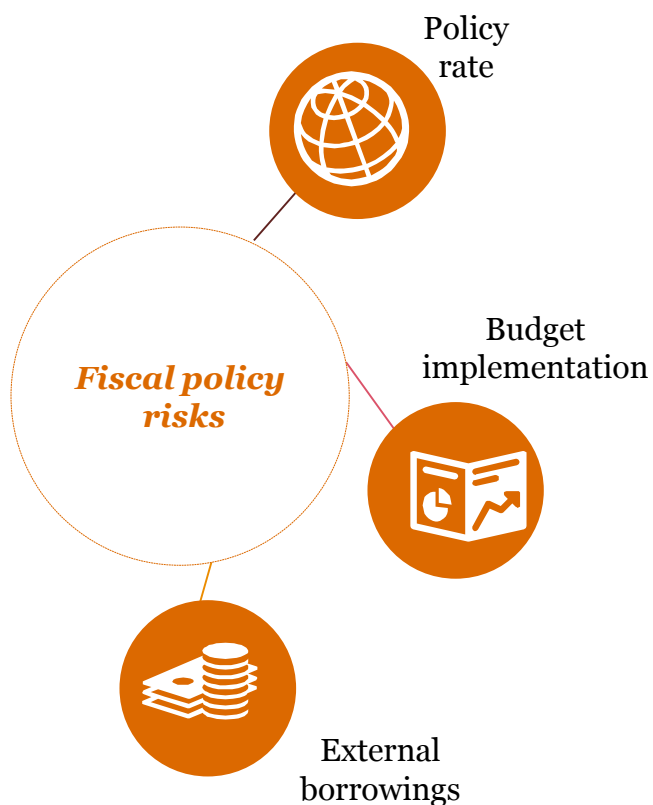 Policy
rate
Budget
implementation
Fiscal policy
risks
External
borrowings